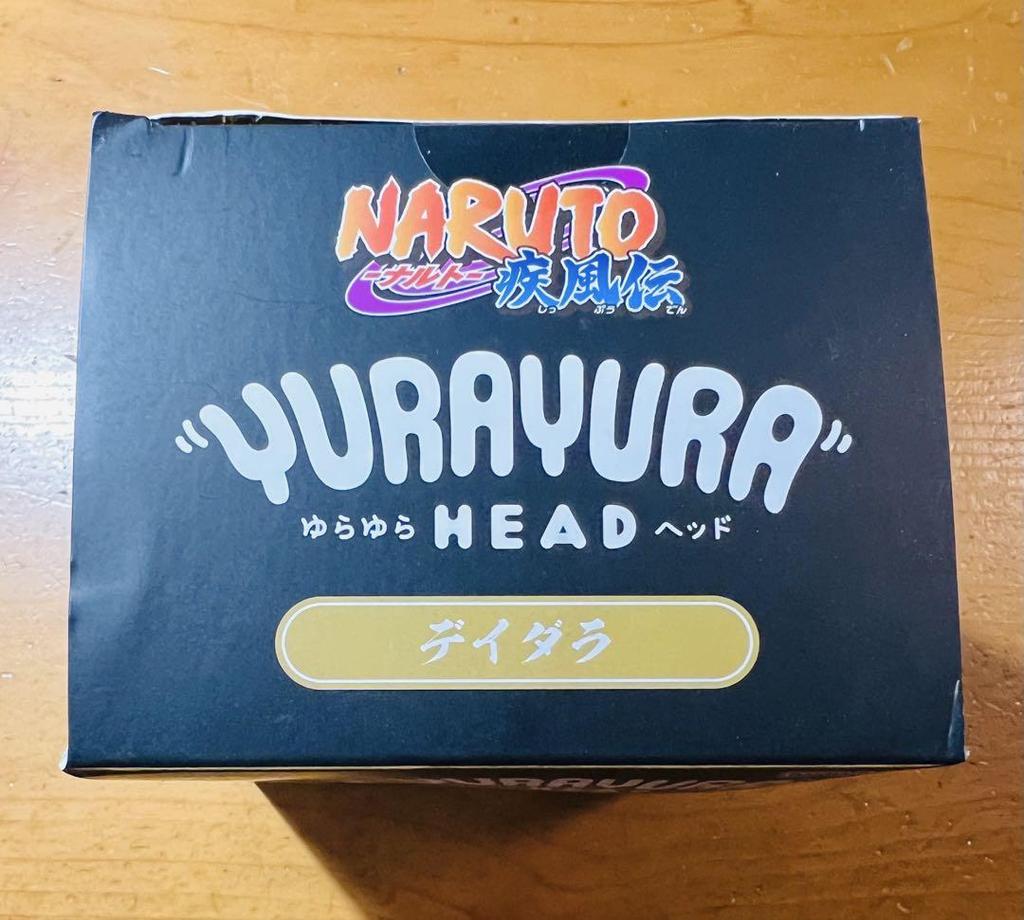 NARUTO
-ナルト- 疾風伝
しっ ぷう でん
YURAYURA
ゆらゆら HEAD ヘッド
デイダラ
YURAYURA